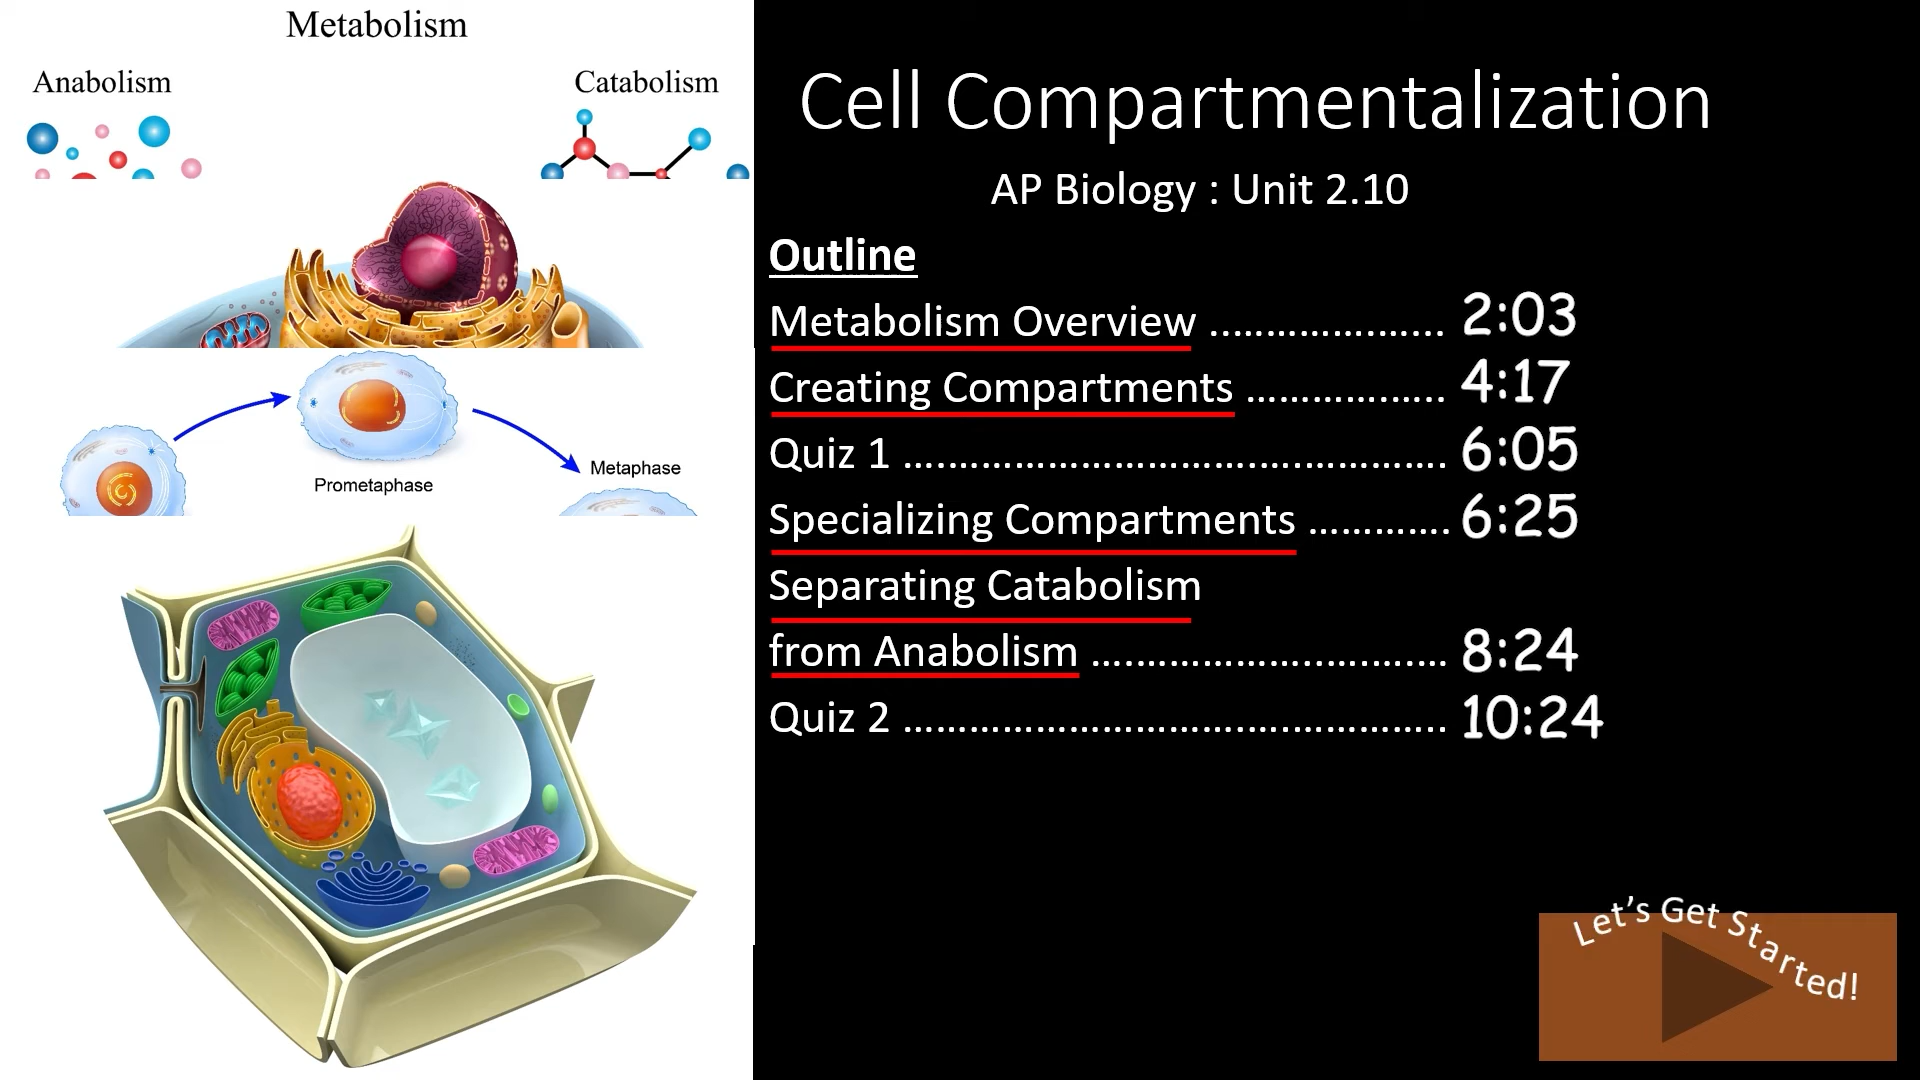 Metabolism
Anabolism
Catabolism
Prometaphase
Metaphase
Cell Compartmentalization
AP Biology : Unit 2.10
Outline
Metabolism Overview ........................ 2:03
Creating Compartments ..................... 4:17
Quiz 1 ...................................................... 6:05
Specializing Compartments .............. 6:25
Separating Catabolism
from Anabolism .................................... 8:24
Quiz 2 ...................................................... 10:24
Let's Get Started!